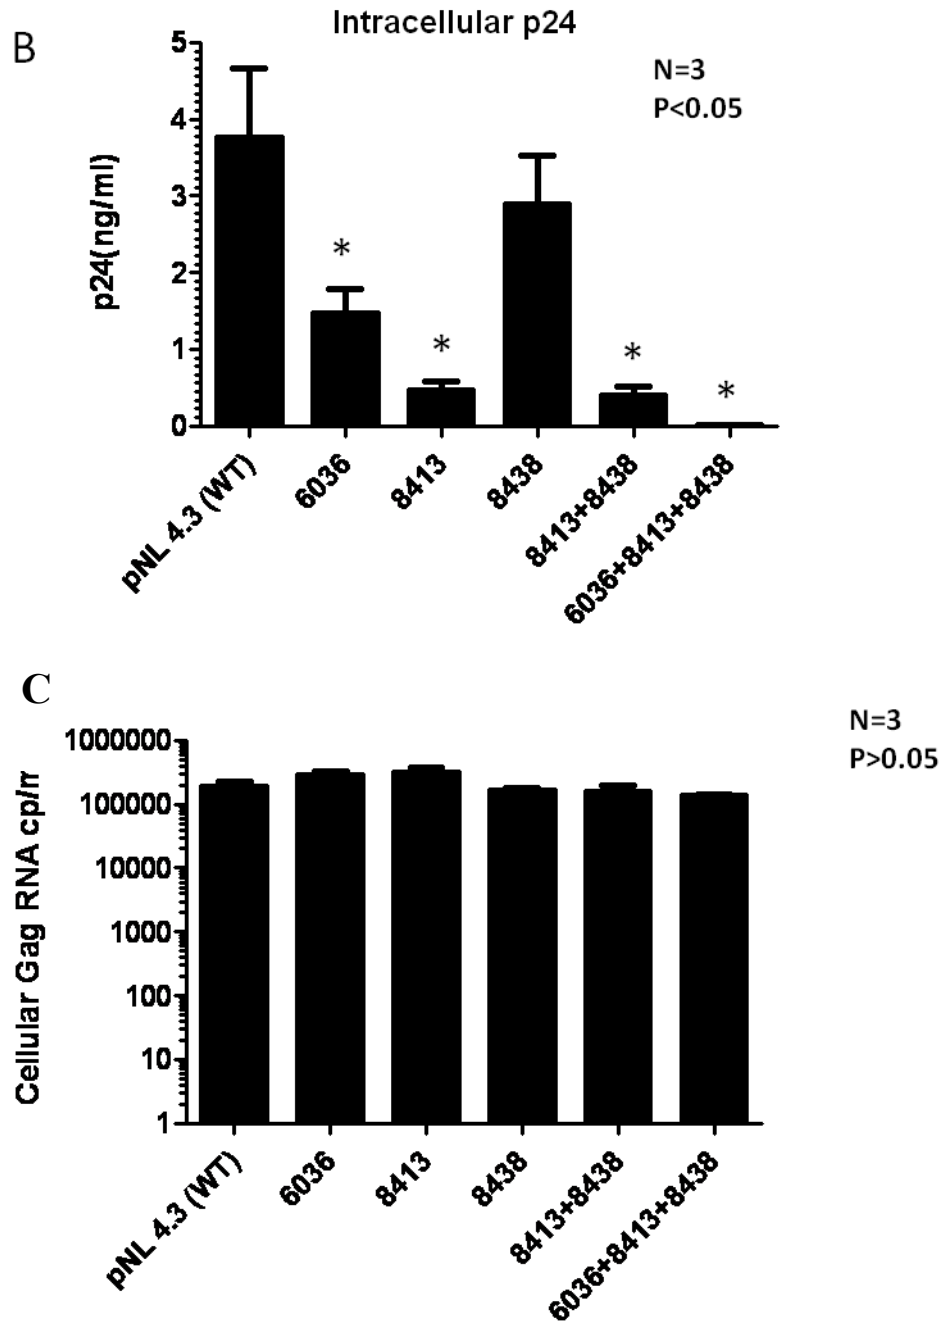 B
Intracellular p24
N=3
P<0.05
p24(ng/ml)
5
4
3
2
1
0
*
*
*
*
pNL 4.3 (WT)
6036
8413
8438
8413+8438
6036+8413+8438
C
N=3
P>0.05
Cellular Gag RNA
1000000
100000
10000
1000
100
10
1
pNL 4.3 (WT)
6036
8413
8438
8413+8438
6036+8413+8438